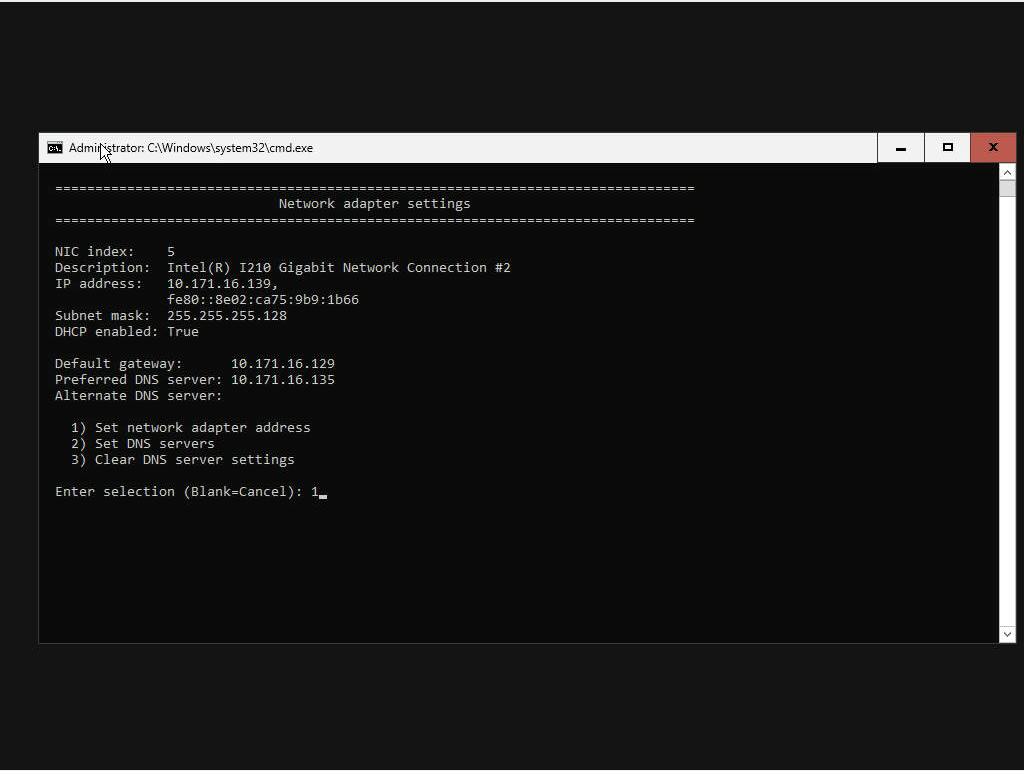 Administrator: C:\Windows\system32\cmd.exe
================================================================================
                            Network adapter settings
================================================================================
NIC index:    5
Description:  Intel(R) I210 Gigabit Network Connection #2
IP address:   10.171.16.139,
              fe80::8e02:ca75:9b9:1b66
Subnet mask:  255.255.255.128
DHCP enabled: True
Default gateway:      10.171.16.129
Preferred DNS server: 10.171.16.135
Alternate DNS server:
  1) Set network adapter address
  2) Set DNS servers
  3) Clear DNS server settings
Enter selection (Blank=Cancel): 1